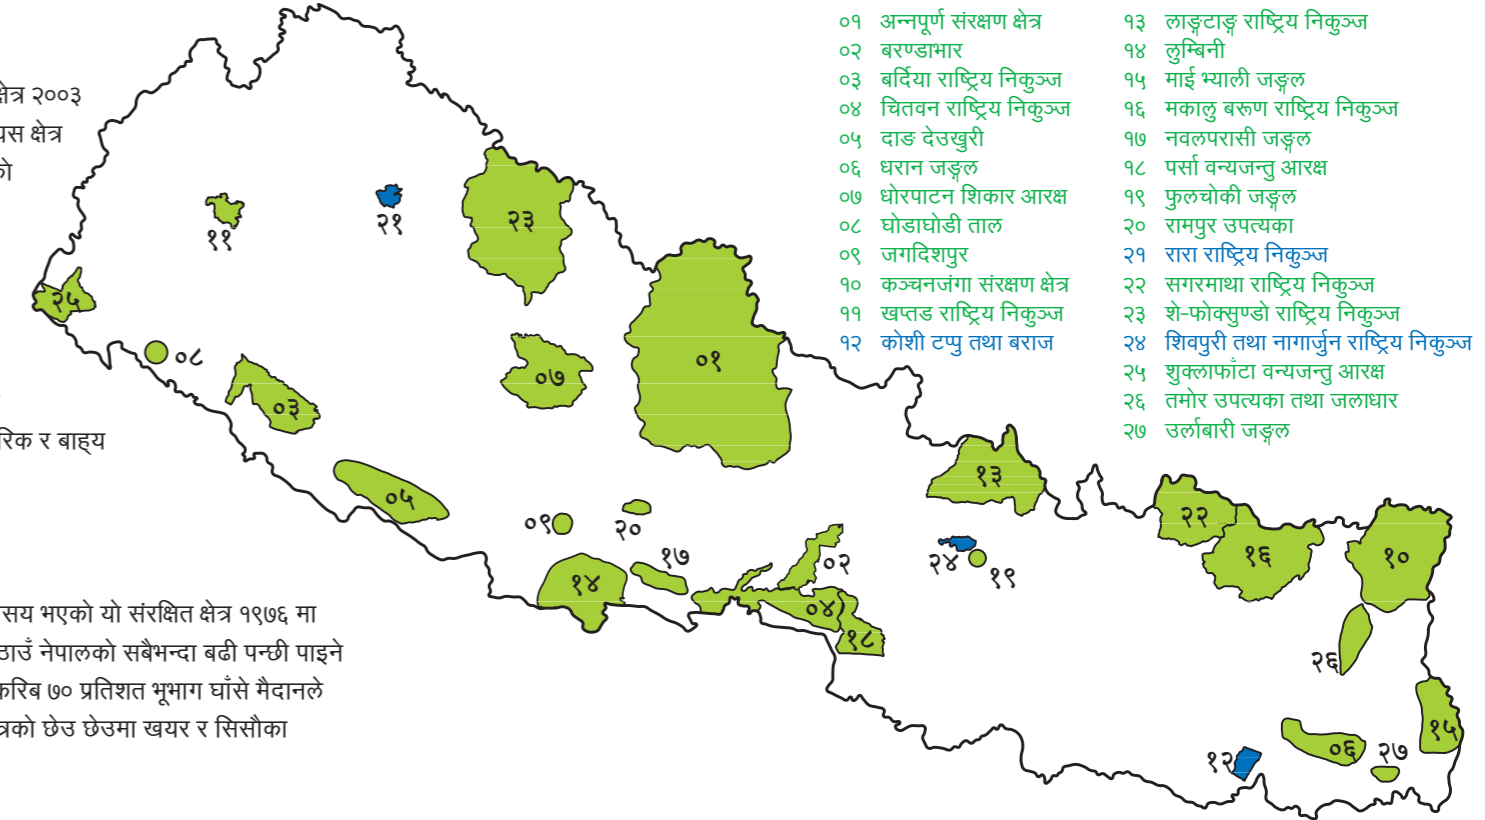 क्षेत्र २००३
यस क्षेत्र
को
रिक र बाह्य
सय भएको यो संरक्षित क्षेत्र १९७६ मा
ठाउँ नेपालको सबैभन्दा बढी पन्छी पाइने
करिब ७० प्रतिशत भूभाग घाँसे मैदानले
त्रको छेउ छेउमा खयर र सिसौका
०१ अन्नपूर्ण संरक्षण क्षेत्र
०२ बरण्डाभार
०३ बर्दिया राष्ट्रिय निकुञ्ज
०४ चितवन राष्ट्रिय निकुञ्ज
०५ दाङ देउखुरी
०६ धरान जङ्गल
०७ धोरपाटन शिकार आरक्ष
०८ घोडाघोडी ताल
०९ जगदिशपुर
१० कञ्चनजंगा संरक्षण क्षेत्र
११ खप्तड राष्ट्रिय निकुञ्ज
१२ कोशी टप्पु तथा बराज
१३ लाङ्टाङ्ग राष्ट्रिय निकुञ्ज
१४ लुम्बिनी
१५ माई भ्याली जङ्गल
१६ मकालु बरूण राष्ट्रिय निकुञ्ज
१७ नवलपरासी जङ्गल
१८ पर्सा वन्यजन्तु आरक्ष
१९ फुलचोकी जङ्गल
२० रामपुर उपत्यका
२१ रारा राष्ट्रिय निकुञ्ज
२२ सगरमाथा राष्ट्रिय निकुञ्ज
२३ शे-फोक्सुण्डो राष्ट्रिय निकुञ्ज
२४ शिवपुरी तथा नागार्जुन राष्ट्रिय निकुञ्ज
२५ शुक्लाफाँटा वन्यजन्तु आरक्ष
२६ तमोर उपत्यका तथा जलाधार
२७ उर्लाबारी जङ्गल
११
२१
२३
२५
०८
०३
०७
०१
०५
०९
२०
१७
१४
०२
०४
१८
१३
२४
१९
२२
१६
१०
२६
१५
०६
२७
१२